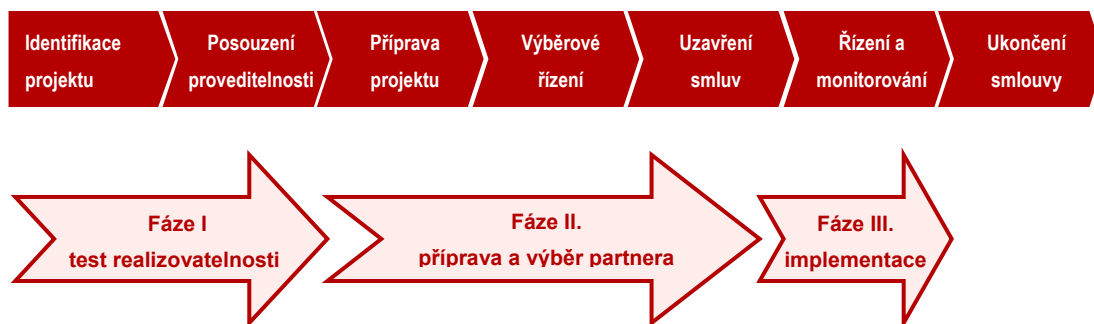 Identifikace
projektu
Posouzení
proveditelnosti
Příprava
projektu
Výběrové
řízení
Uzavření
smluv
Řízení a
monitorování
Ukončení
smlouvy
Fáze I
test realizovatelnosti
Fáze II.
příprava a výběr partnera
Fáze III.
implementace